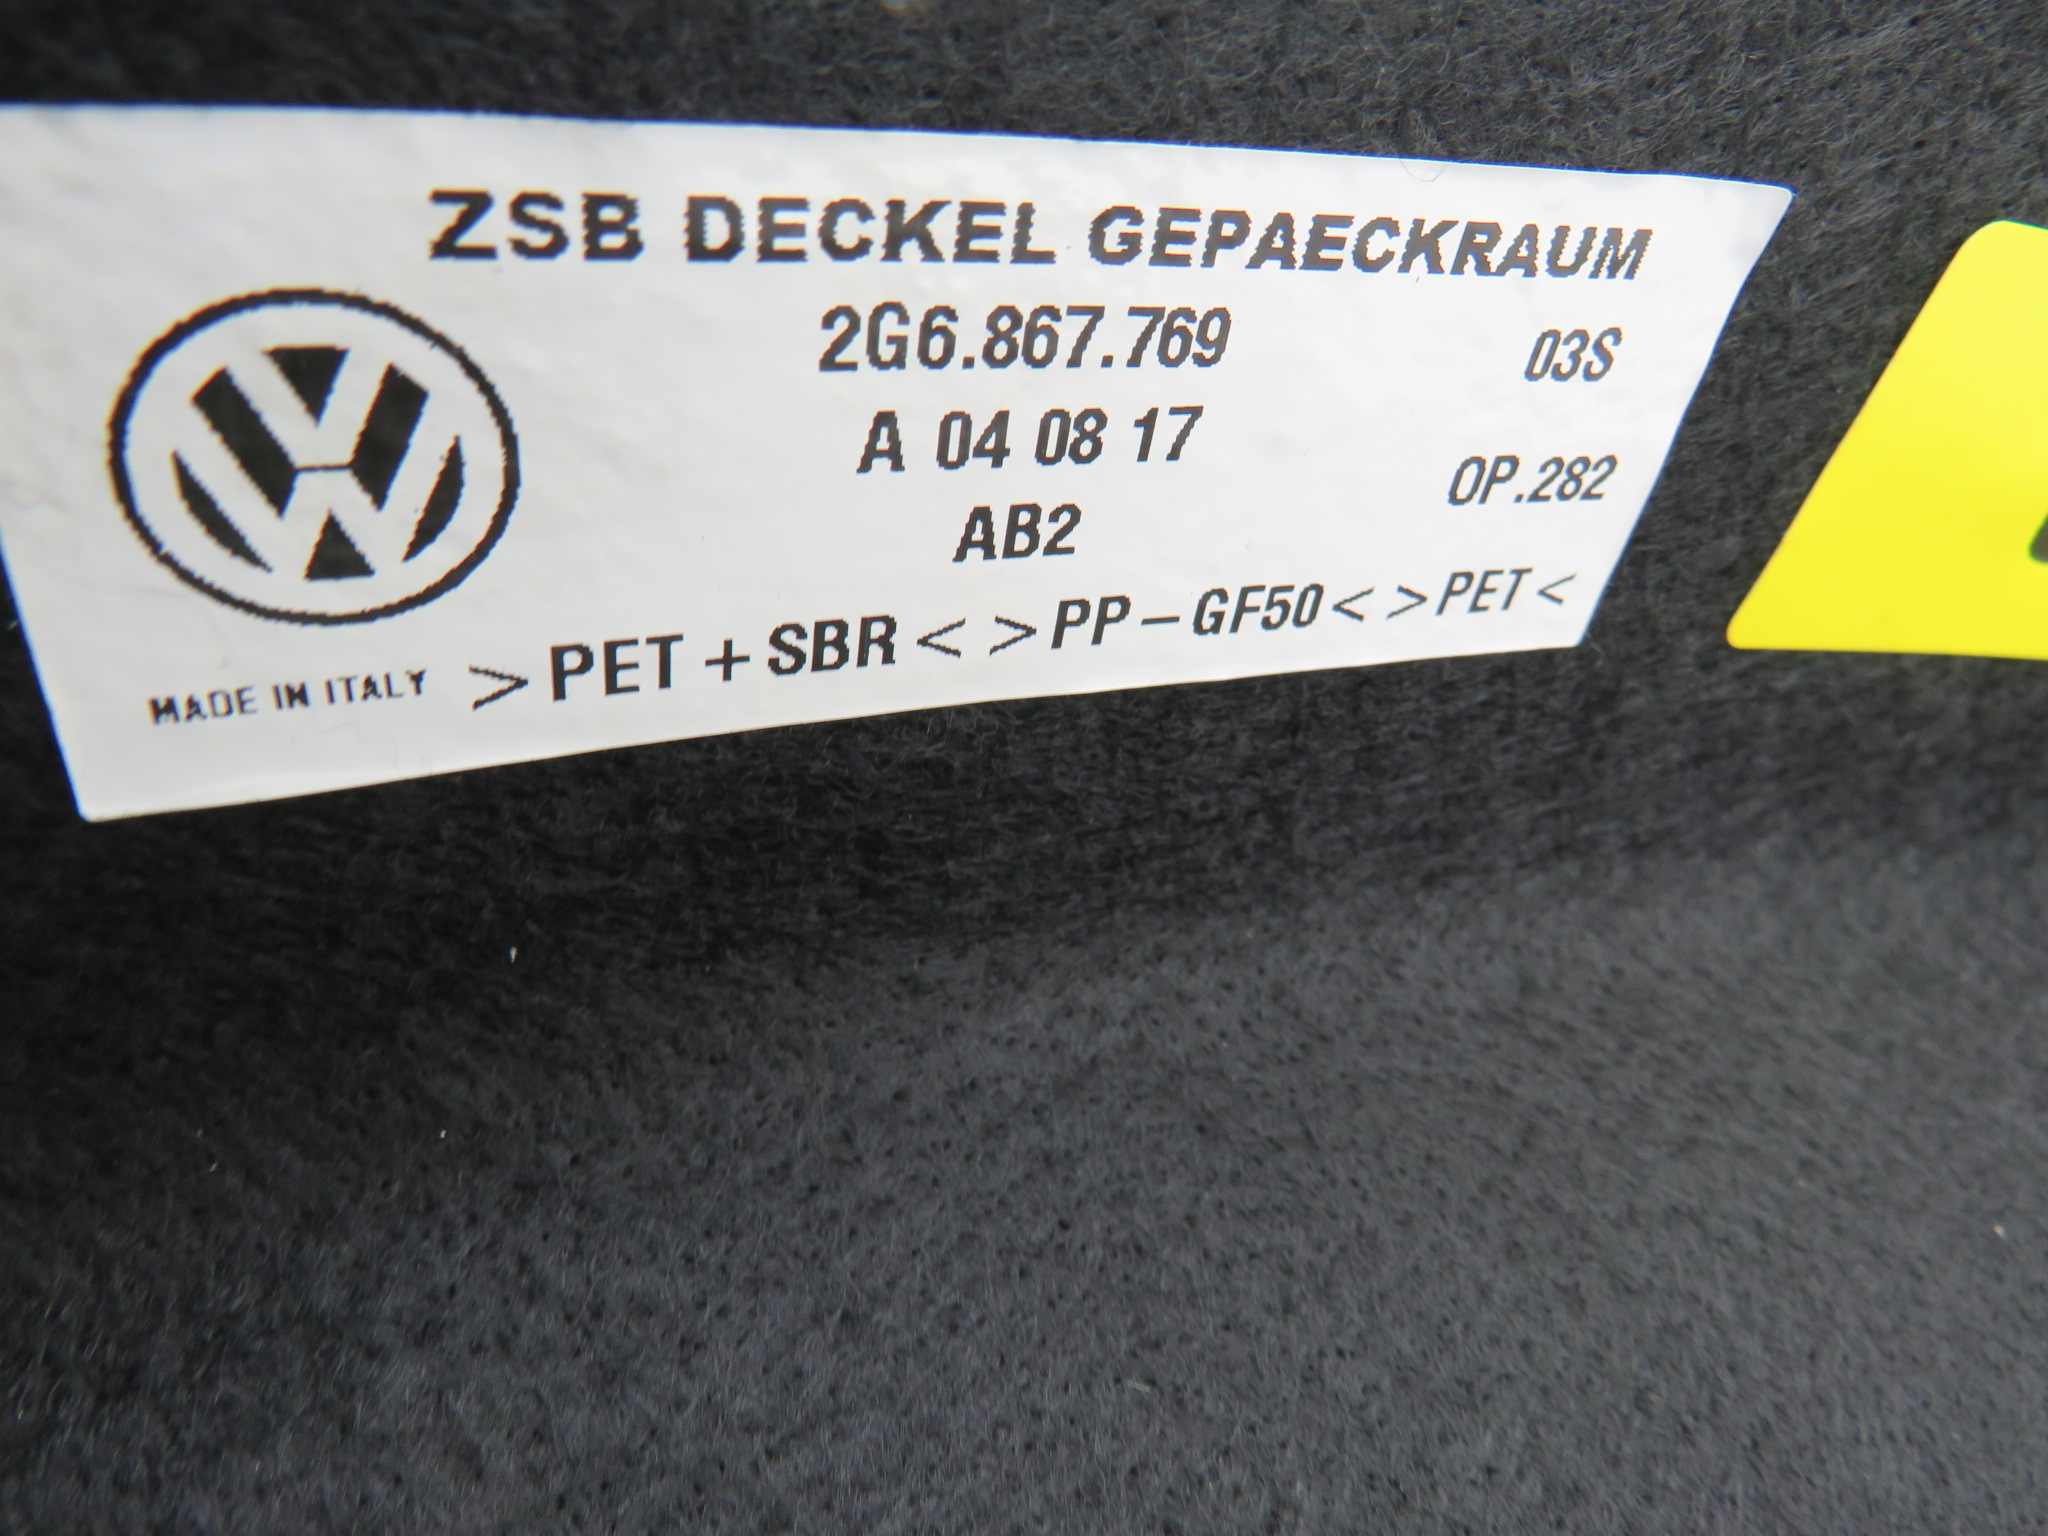 ZSB DECKEL GEPAECKRAUM
2G6.867.769 03S
A 04 08 17
OP.282
AB2
MADE IN ITALY >PET+SBR< >PP-GF50< >PET<